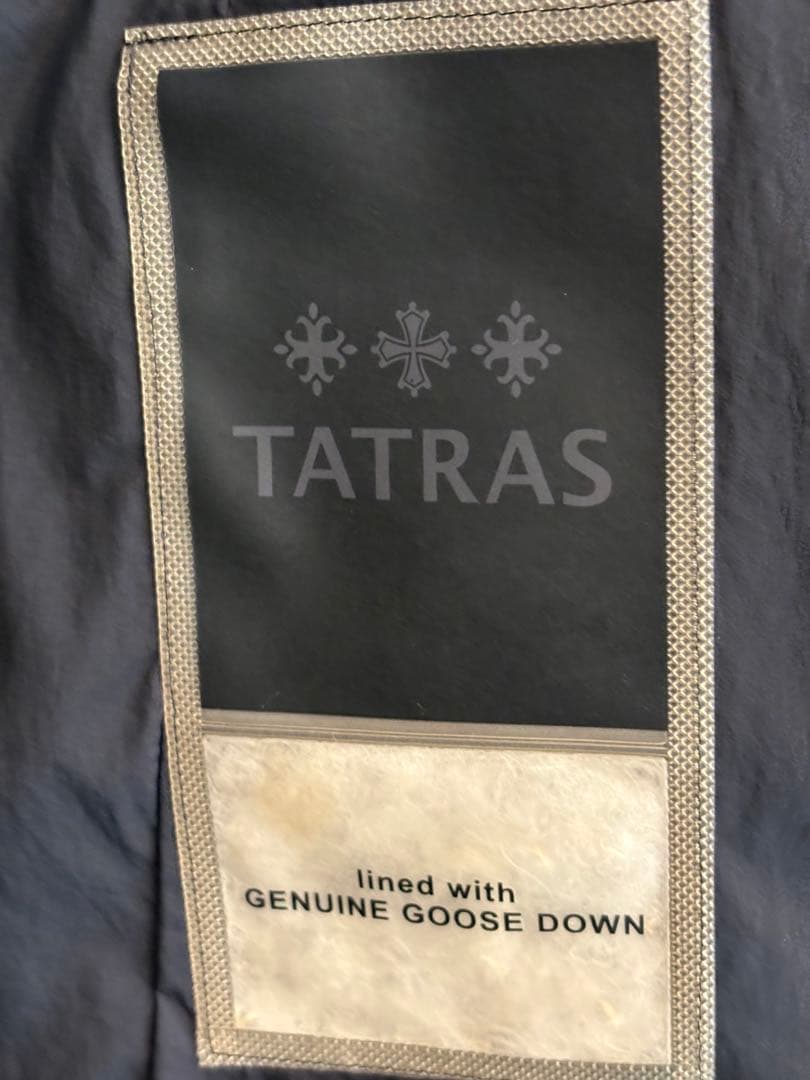 TATRAS
lined with
GENUINE GOOSE DOWN